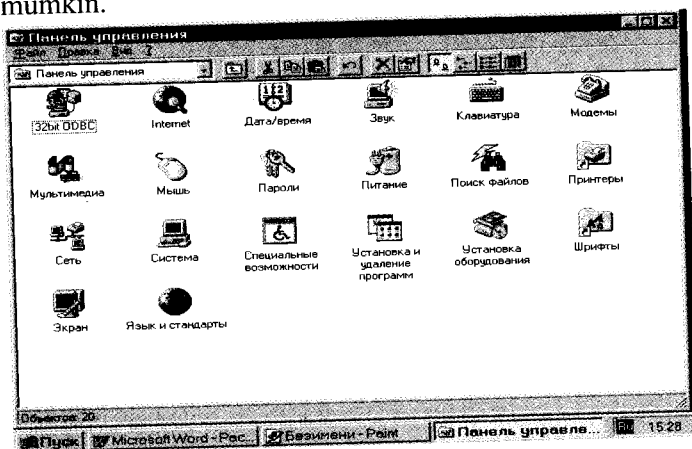 mumkin.
Панель управления
Файл Правка Вид ?
Панель управления
32bit ODBC
Internet
Дата/время
Звук
Клавиатура
Модемы
Мультимедиа
Мышь
Пароли
Питание
Поиск файлов
Принтеры
Сеть
Система
Специальные
возможности
Установка и
удаление
программ
Установка
оборудования
Шрифты
Экран
Язык и стандарты
Объектов: 20
Пуск
Microsoft Word - Рас...
Безимени - Paint
Панель управле...
Ru
15:28